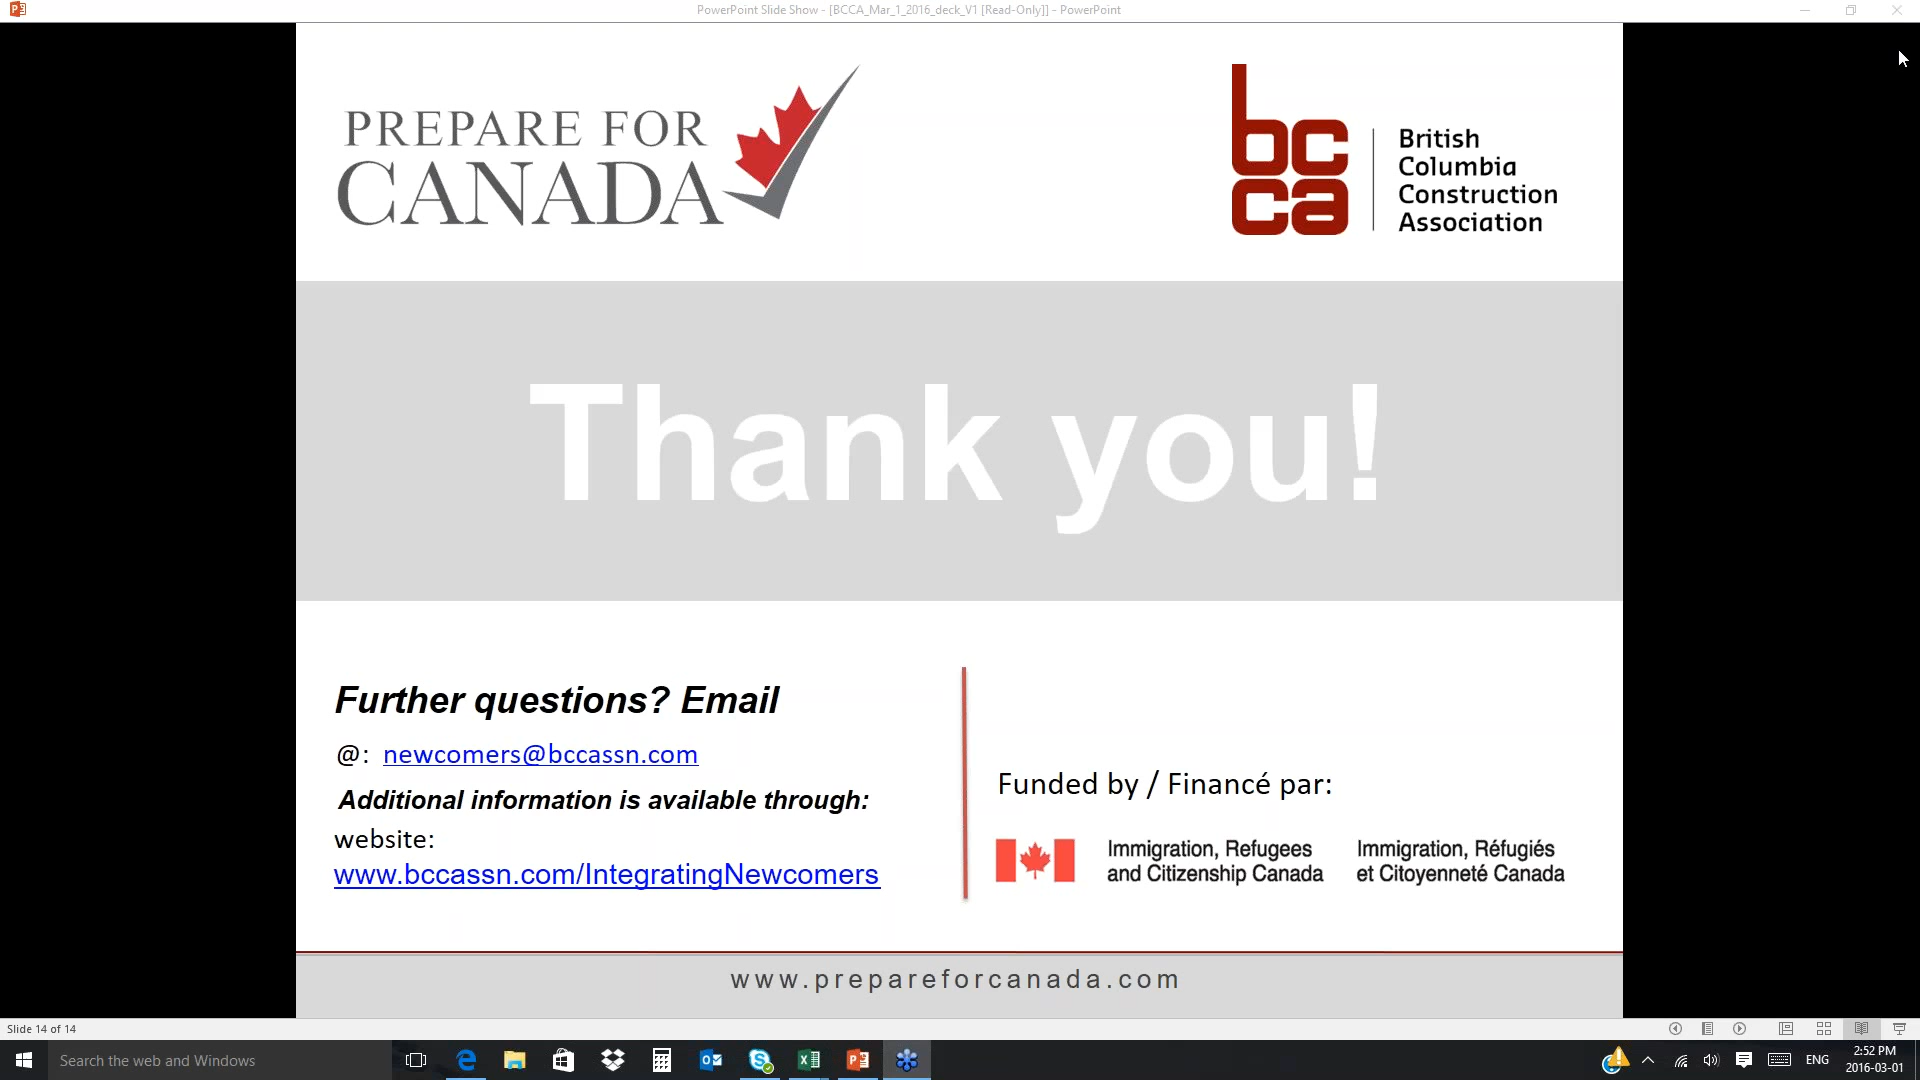 PowerPoint Slide Show - [BCCA_Mar_1_2016_deck_V1 [Read-Only]] - PowerPoint
PREPARE FOR
CANADA
bc
ca
British
Columbia
Construction
Association
Thank you!
Further questions? Email
@: newcomers@bccassn.com
Additional information is available through:
website:
www.bccassn.com/IntegratingNewcomers
Funded by / Financé par:
Immigration, Refugees
and Citizenship Canada
Immigration, Réfugiés
et Citoyenneté Canada
www.prepareforcanada.com
Slide 14 of 14
Search the web and Windows
ENG
2:52 PM
2016-03-01